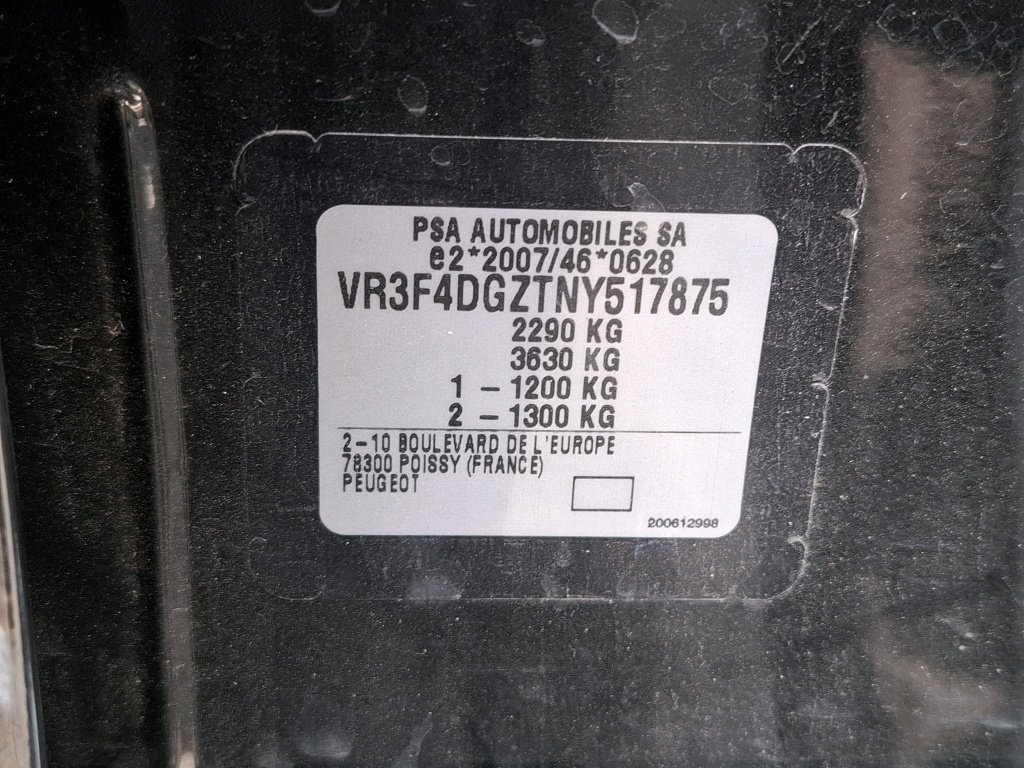 PSA AUTOMOBILES SA
e2*2007/46*0628
VR3F4DGZTNY517875
2290 KG
3630 KG
1 – 1200 KG
2 – 1300 KG
2–10 BOULEVARD DE L'EUROPE
78300 POISSY (FRANCE)
PEUGEOT
200612998